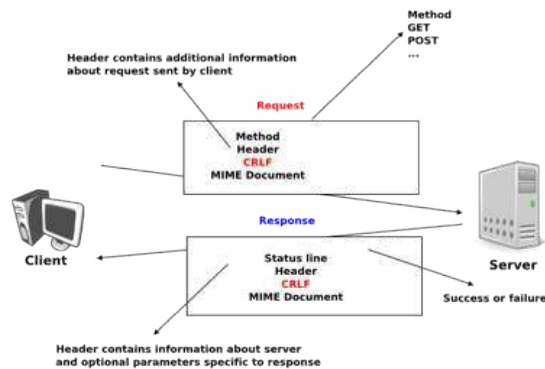 Method
GET
POST
...
Header contains additional information
about request sent by client
Request
Method
Header
CRLF
MIME Document
Client
Server
Response
Status line
Header
CRLF
MIME Document
Success or failure
Header contains information about server
and optional parameters specific to response